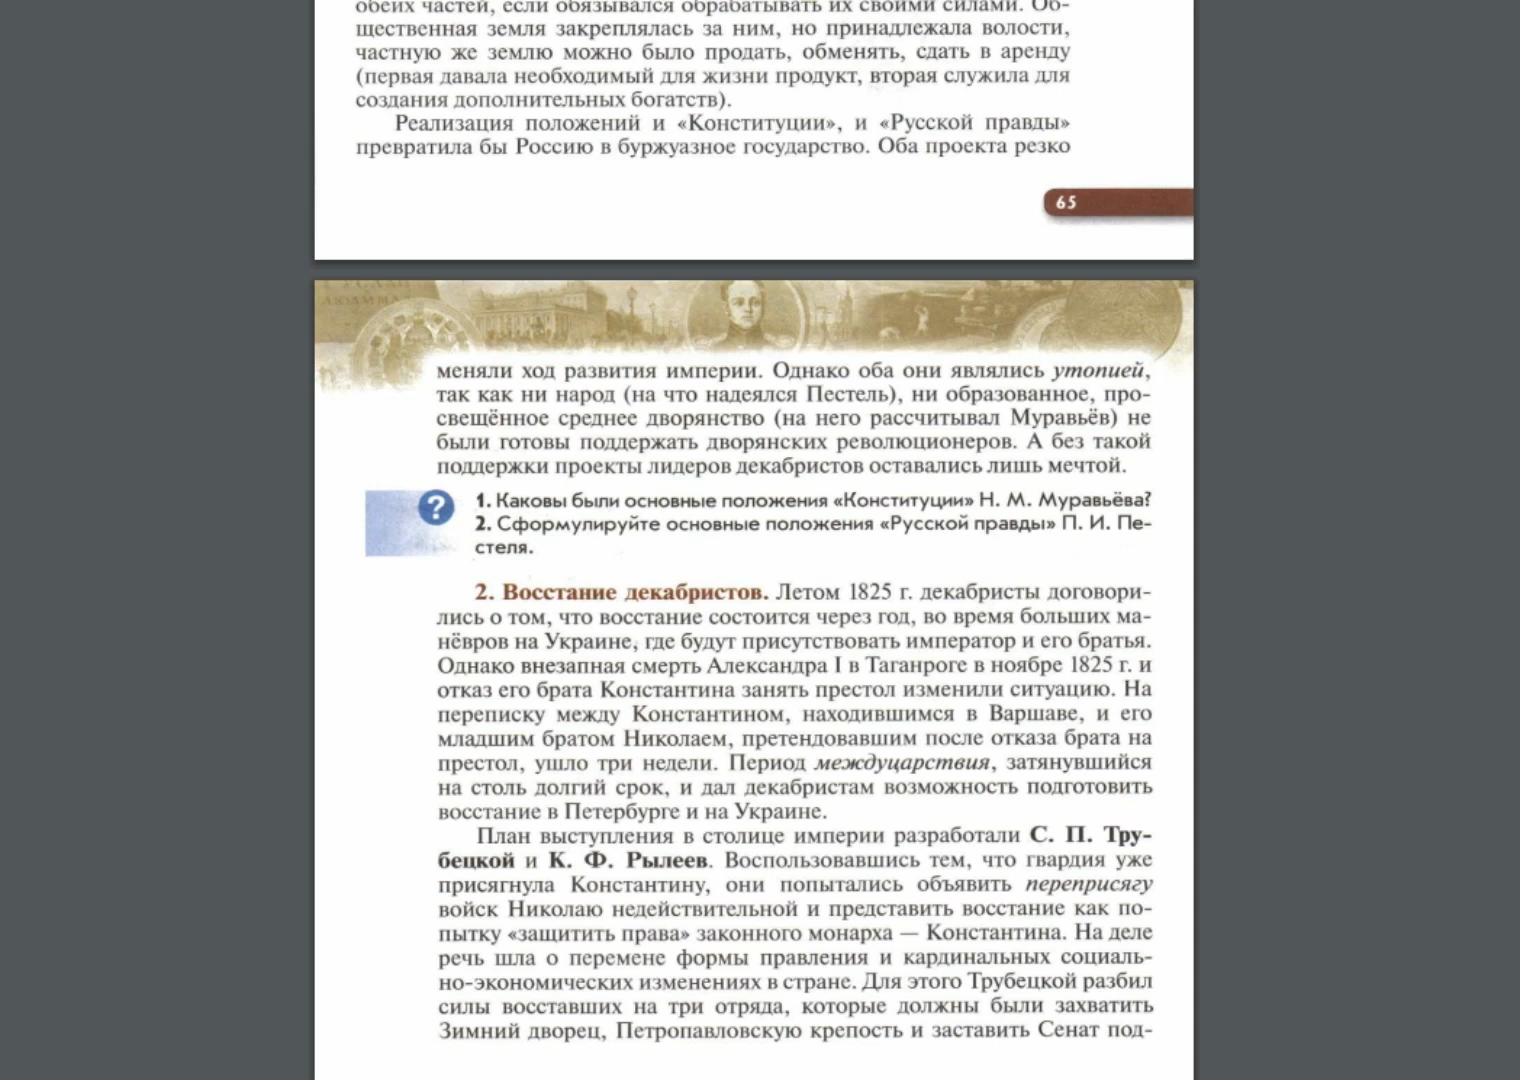 обеих частей, если обязывался обрабатывать их своими силами. Об-
щественная земля закреплялась за ним, но принадлежала волости,
частную же землю можно было продать, обменять, сдать в аренду
(первая давала необходимый для жизни продукт, вторая служила для
создания дополнительных богатств).
Реализация положений и «Конституции», и «Русской правды»
превратила бы Россию в буржуазное государство. Оба проекта резко
65
меняли ход развития империи. Однако оба они являлись утопией,
так как ни народ (на что надеялся Пестель), ни образованное, про-
свещённое среднее дворянство (на него рассчитывал Муравьёв) не
были готовы поддержать дворянских революционеров. А без такой
поддержки проекты лидеров декабристов оставались лишь мечтой.
?
1. Каковы были основные положения «Конституции» Н. М. Муравьёва?
2. Сформулируйте основные положения «Русской правды» П. И. Пе-
стеля.
2. Восстание декабристов. Летом 1825 г. декабристы договори-
лись о том, что восстание состоится через год, во время больших ма-
нёвров на Украине, где будут присутствовать император и его братья.
Однако внезапная смерть Александра I в Таганроге в ноябре 1825 г. и
отказ его брата Константина занять престол изменили ситуацию. На
переписку между Константином, находившимся в Варшаве, и его
младшим братом Николаем, претендовавшим после отказа брата на
престол, ушло три недели. Период междуцарствия, затянувшийся
на столь долгий срок, и дал декабристам возможность подготовить
восстание в Петербурге и на Украине.
План выступления в столице империи разработали С. П. Тру-
бецкой и К. Ф. Рылеев. Воспользовавшись тем, что гвардия уже
присягнула Константину, они попытались объявить переприсягу
войск Николаю недействительной и представить восстание как по-
пытку «защитить права» законного монарха — Константина. На деле
речь шла о перемене формы правления и кардинальных социаль-
но-экономических изменениях в стране. Для этого Трубецкой разбил
силы восставших на три отряда, которые должны были захватить
Зимний дворец, Петропавловскую крепость и заставить Сенат под-